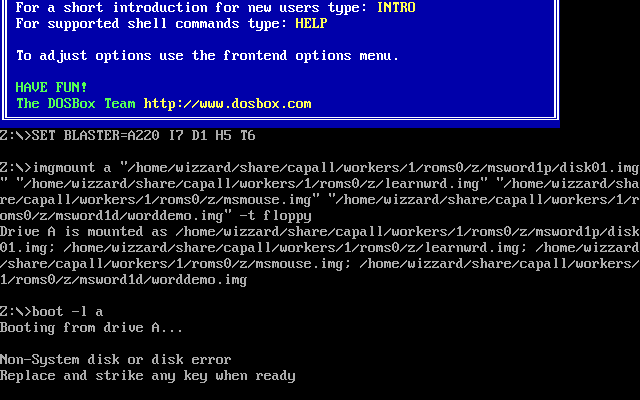 For a short introduction for new users type: INTRO
For supported shell commands type: HELP
To adjust options use the frontend options menu.
HAVE FUN!
The DOSBox Team http://www.dosbox.com
Z:\>SET BLASTER=A220 I7 D1 H5 T6
Z:\>imgmount a "/home/wizzard/share/capall/workers/1/roms0/z/msword1p/disk01.img
" "/home/wizzard/share/capall/workers/1/roms0/z/learnwrd.img" "/home/wizzard/sha
re/capall/workers/1/roms0/z/msmouse.img" "/home/wizzard/share/capall/workers/1/r
oms0/z/msword1d/worddemo.img" -t floppy
Drive A is mounted as /home/wizzard/share/capall/workers/1/roms0/z/msword1p/disk
01.img; /home/wizzard/share/capall/workers/1/roms0/z/learnwrd.img; /home/wizzard
/share/capall/workers/1/roms0/z/msmouse.img; /home/wizzard/share/capall/workers/
1/roms0/z/msword1d/worddemo.img
Z:\>boot -l a
Booting from drive A...
Non-System disk or disk error
Replace and strike any key when ready